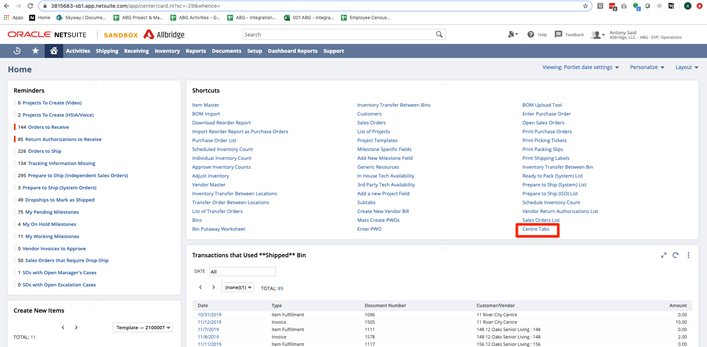 3815683-sb1.app.netsuite.com/app/center/card.nl?sc=-29&whence=
Apps Home Skyway | Documen... ABG Project & Ma... ABG Activities - G... ABG - Integration... 001 ABG - Integrat... Employee Census...
ORACLE NETSUITE SANDBOX Allbridge Search Help Feedback Antony Said
Allbridge, LLC. - ABG - EVP, Operations
Activities Shipping Receiving Inventory Reports Documents Setup Dashboard Reports Support
Home Viewing: Portlet date settings Personalize Layout
Reminders
0 Projects To Create (Video)
2 Projects To Create (HSIA/Voice)
144 Orders to Receive
85 Return Authorizations to Receive
226 Orders to Ship
134 Tracking Information Missing
295 Prepare to Ship (Independent Sales Orders)
3 Prepare to Ship (System Orders)
49 Dropships to Mark as Shipped
75 My Pending Milestones
4 My On Hold Milestones
11 My Working Milestones
0 Vendor Invoices to Approve
50 Sales Orders that Require Drop-Ship
1 SOs with Open Manager's Cases
1 SOs with Open Escalation Cases
Create New Items
Template — 2100007
TOTAL: 11
Shortcuts
Item Master Inventory Transfer Between Bins BOM Upload Tool
BOM Import Customers Enter Purchase Order
Download Reorder Report Sales Orders Open Sales Orders
Import Reorder Report as Purchase Orders List of Projects Print Purchase Orders
Purchase Order List Project Templates Print Picking Tickets
Scheduled Inventory Count Milestone Specific Fields Print Packing Slips
Individual Inventory Count Add New Milestone Field Print Shipping Labels
Approve Inventory Counts Generic Resources Inventory Transfer Between Bin
Adjust Inventory In House Tech Availability Ready to Pack (System) List
Vendor Master 3rd Party Tech Availability Prepare to Ship (System) List
Inventory Transfer Between Locations Add a new Project Field Prepare to Ship (ISO) List
Transfer Order Between Locations Subtabs Schedule Inventory Count
List of Transfer Orders Create New Vendor Bill Vendor Return Authorizations List
Bins Mass Create PWOs Sales Orders List
Bin Putaway Worksheet Enter PWO Centre Tabs
Transactions that Used **Shipped** Bin
DATE All
(none)(1) TOTAL: 89
Date Type Document Number Customer/Vendor Amount
10/31/2019 Item Fulfillment 1096 11 River City Centre 0.00
11/12/2019 Invoice 1505 11 River City Centre 10.00
11/7/2019 Item Fulfillment 1111 148 12 Oaks Senior Living : 148 0.00
11/8/2019 Invoice 1578 148 12 Oaks Senior Living : 148 2.00
11/11/2019 Item Fulfillment 1117 156 12 Oaks Senior Living : 156 0.00